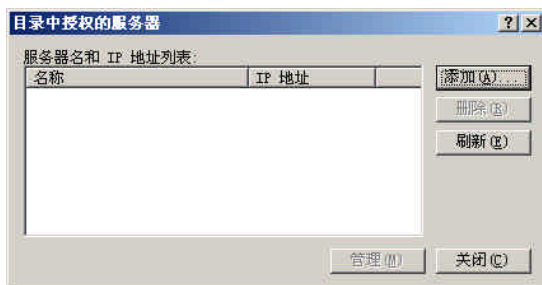 目录中授权的服务器
服务器名和 IP 地址列表:
名称 IP 地址
添加(A)...
删除(R)
刷新(E)
管理(M) 关闭(C)